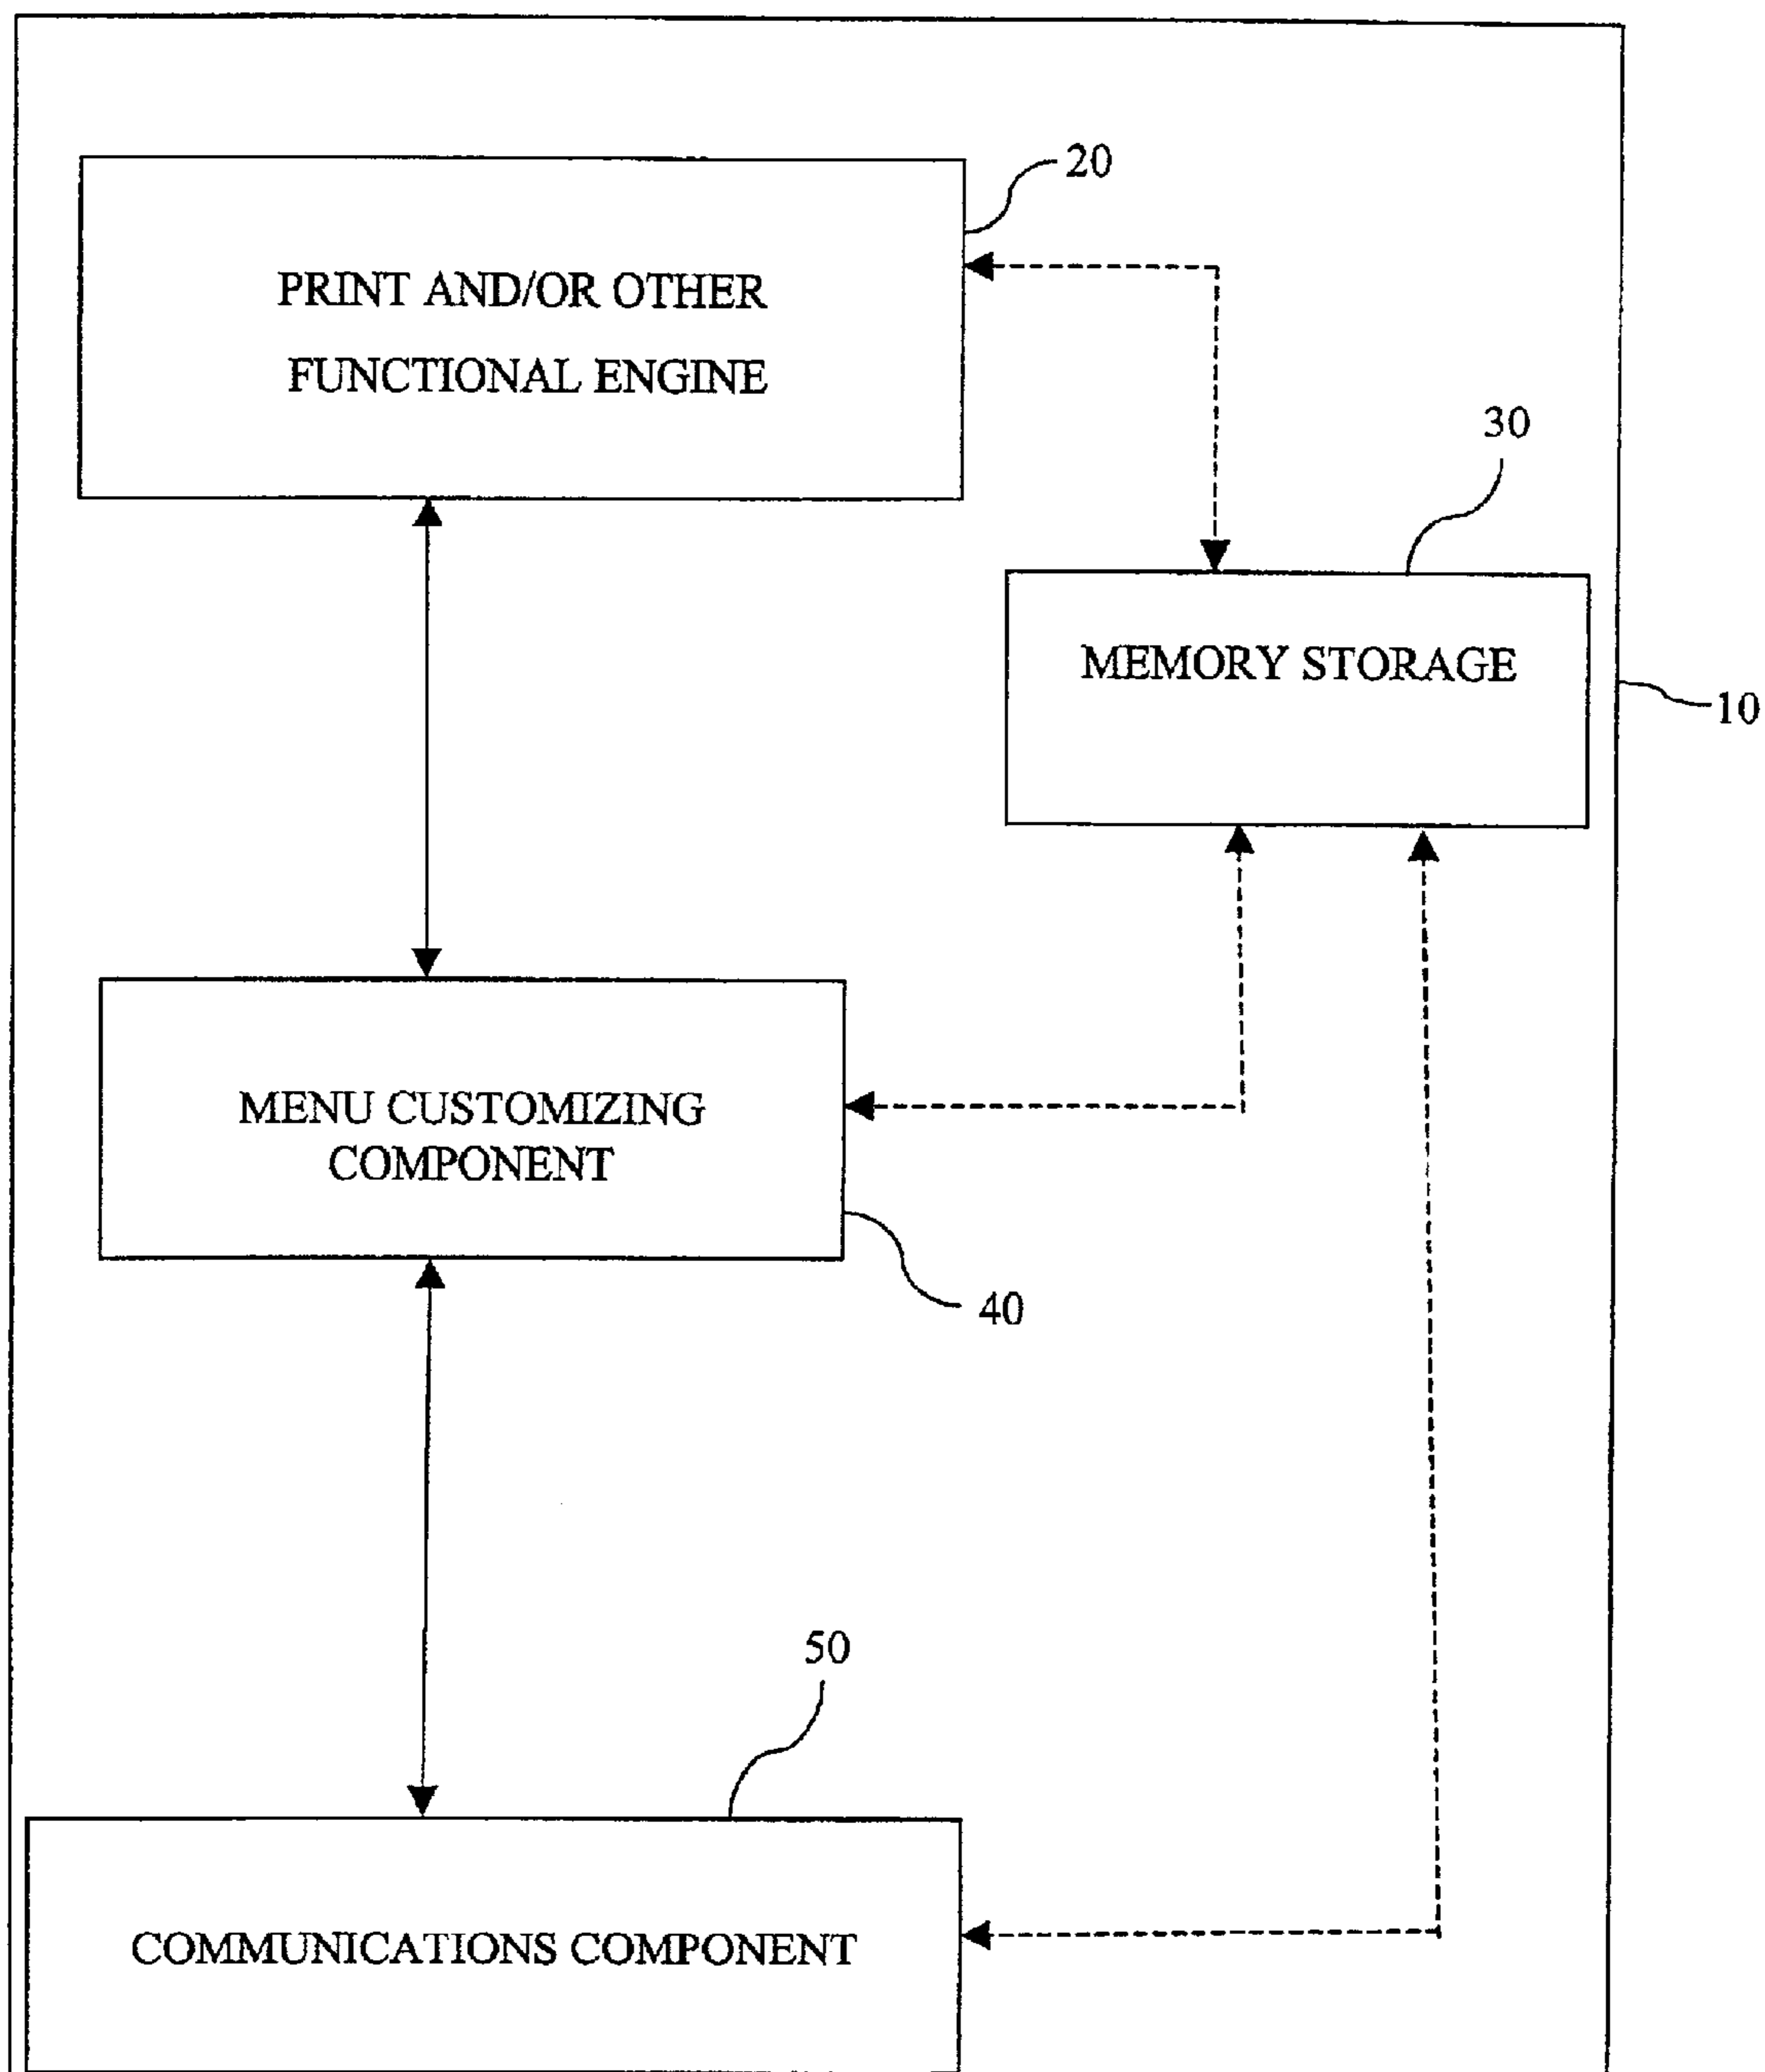 20
PRINT AND/OR OTHER
FUNCTIONAL ENGINE
30
MEMORY STORAGE
10
MENU CUSTOMIZING
COMPONENT
40
50
COMMUNICATIONS COMPONENT